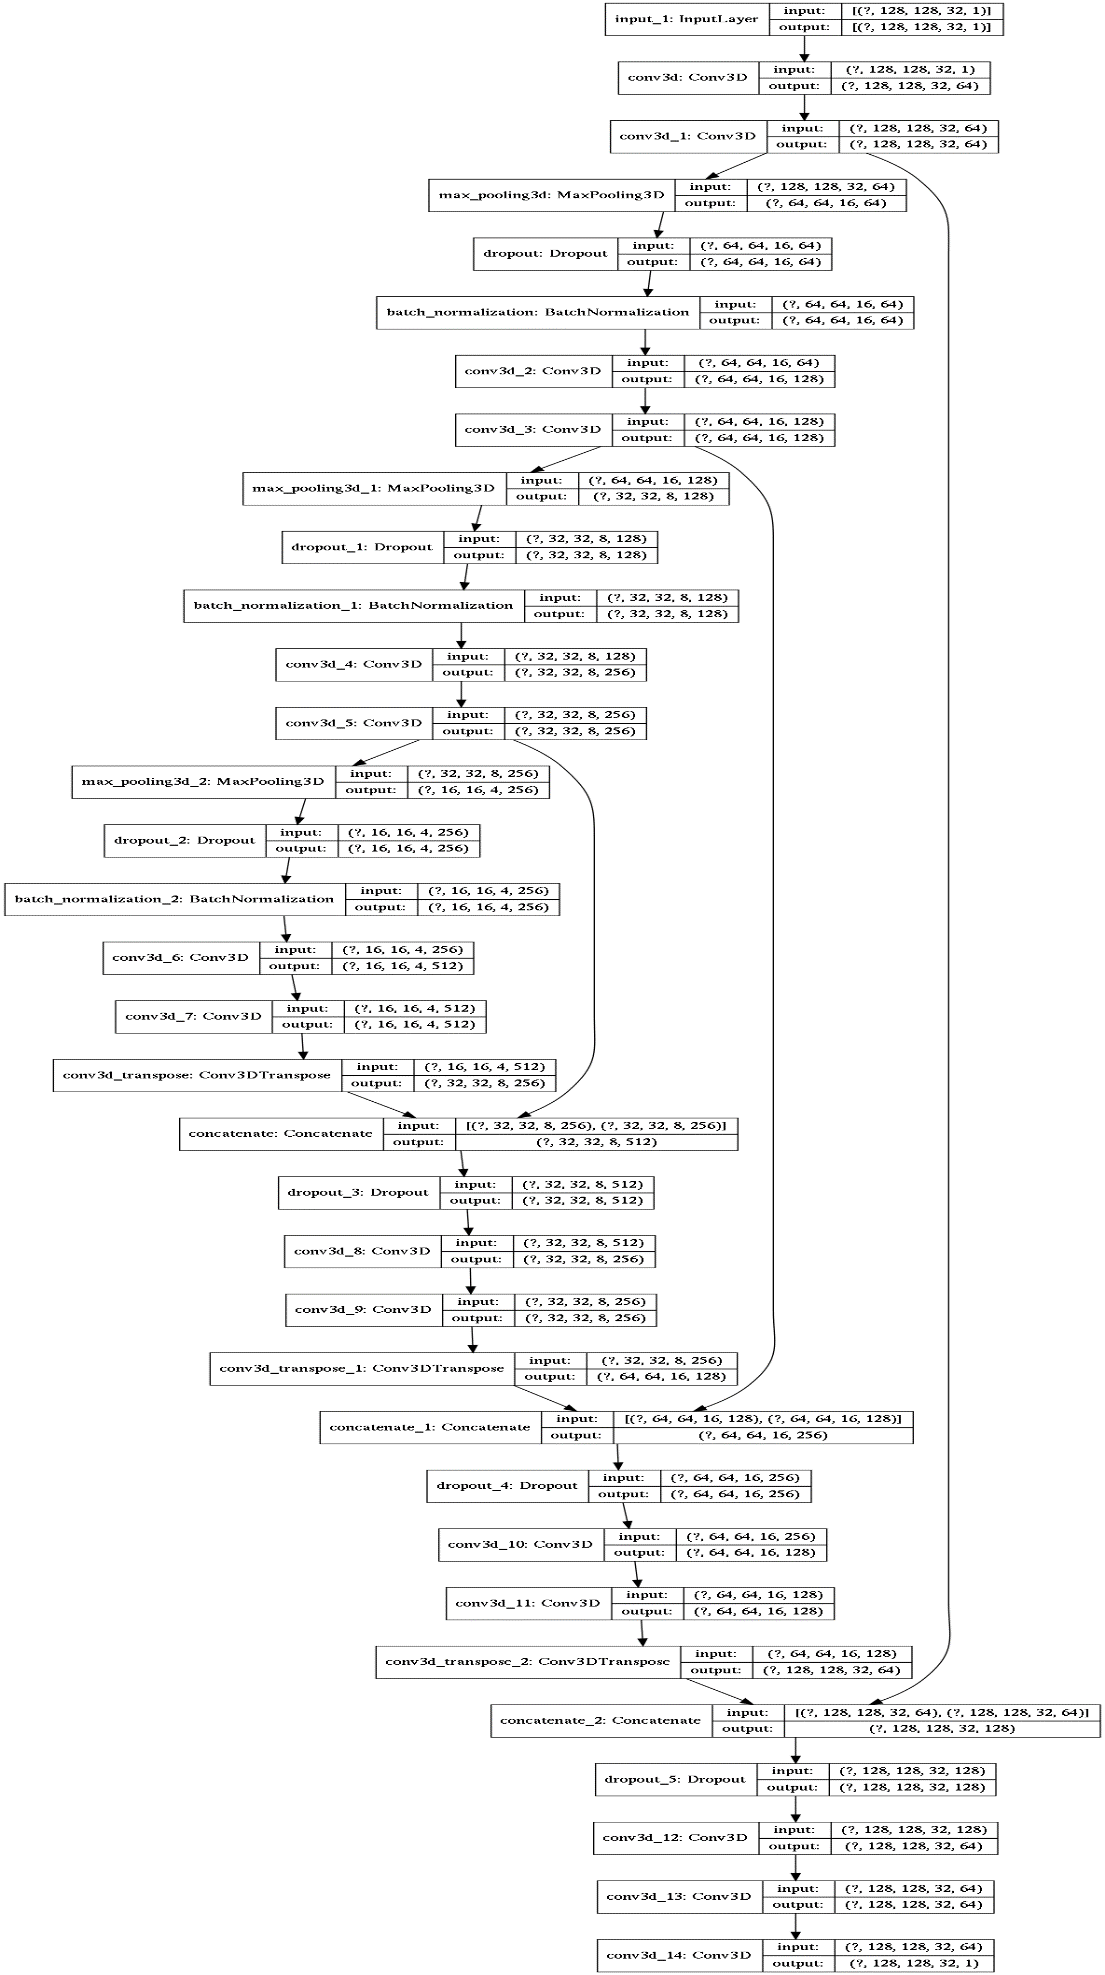 input_1: InputLayer
input: [(?, 128, 128, 32, 1)]
output: [(?, 128, 128, 32, 1)]
conv3d: Conv3D
input: (?, 128, 128, 32, 1)
output: (?, 128, 128, 32, 64)
conv3d_1: Conv3D
input: (?, 128, 128, 32, 64)
output: (?, 128, 128, 32, 64)
max_pooling3d: MaxPooling3D
input: (?, 128, 128, 32, 64)
output: (?, 64, 64, 16, 64)
dropout: Dropout
input: (?, 64, 64, 16, 64)
output: (?, 64, 64, 16, 64)
batch_normalization: BatchNormalization
input: (?, 64, 64, 16, 64)
output: (?, 64, 64, 16, 64)
conv3d_2: Conv3D
input: (?, 64, 64, 16, 64)
output: (?, 64, 64, 16, 128)
conv3d_3: Conv3D
input: (?, 64, 64, 16, 128)
output: (?, 64, 64, 16, 128)
max_pooling3d_1: MaxPooling3D
input: (?, 64, 64, 16, 128)
output: (?, 32, 32, 8, 128)
dropout_1: Dropout
input: (?, 32, 32, 8, 128)
output: (?, 32, 32, 8, 128)
batch_normalization_1: BatchNormalization
input: (?, 32, 32, 8, 128)
output: (?, 32, 32, 8, 128)
conv3d_4: Conv3D
input: (?, 32, 32, 8, 128)
output: (?, 32, 32, 8, 256)
conv3d_5: Conv3D
input: (?, 32, 32, 8, 256)
output: (?, 32, 32, 8, 256)
max_pooling3d_2: MaxPooling3D
input: (?, 32, 32, 8, 256)
output: (?, 16, 16, 4, 256)
dropout_2: Dropout
input: (?, 16, 16, 4, 256)
output: (?, 16, 16, 4, 256)
batch_normalization_2: BatchNormalization
input: (?, 16, 16, 4, 256)
output: (?, 16, 16, 4, 256)
conv3d_6: Conv3D
input: (?, 16, 16, 4, 256)
output: (?, 16, 16, 4, 512)
conv3d_7: Conv3D
input: (?, 16, 16, 4, 512)
output: (?, 16, 16, 4, 512)
conv3d_transpose: Conv3DTranspose
input: (?, 16, 16, 4, 512)
output: (?, 32, 32, 8, 256)
concatenate: Concatenate
input: [(?, 32, 32, 8, 256), (?, 32, 32, 8, 256)]
output: (?, 32, 32, 8, 512)
dropout_3: Dropout
input: (?, 32, 32, 8, 512)
output: (?, 32, 32, 8, 512)
conv3d_8: Conv3D
input: (?, 32, 32, 8, 512)
output: (?, 32, 32, 8, 256)
conv3d_9: Conv3D
input: (?, 32, 32, 8, 256)
output: (?, 32, 32, 8, 256)
conv3d_transpose_1: Conv3DTranspose
input: (?, 32, 32, 8, 256)
output: (?, 64, 64, 16, 128)
concatenate_1: Concatenate
input: [(?, 64, 64, 16, 128), (?, 64, 64, 16, 128)]
output: (?, 64, 64, 16, 256)
dropout_4: Dropout
input: (?, 64, 64, 16, 256)
output: (?, 64, 64, 16, 256)
conv3d_10: Conv3D
input: (?, 64, 64, 16, 256)
output: (?, 64, 64, 16, 128)
conv3d_11: Conv3D
input: (?, 64, 64, 16, 128)
output: (?, 64, 64, 16, 128)
conv3d_transpose_2: Conv3DTranspose
input: (?, 64, 64, 16, 128)
output: (?, 128, 128, 32, 64)
concatenate_2: Concatenate
input: [(?, 128, 128, 32, 64), (?, 128, 128, 32, 64)]
output: (?, 128, 128, 32, 128)
dropout_5: Dropout
input: (?, 128, 128, 32, 128)
output: (?, 128, 128, 32, 128)
conv3d_12: Conv3D
input: (?, 128, 128, 32, 128)
output: (?, 128, 128, 32, 64)
conv3d_13: Conv3D
input: (?, 128, 128, 32, 64)
output: (?, 128, 128, 32, 64)
conv3d_14: Conv3D
input: (?, 128, 128, 32, 64)
output: (?, 128, 128, 32, 1)